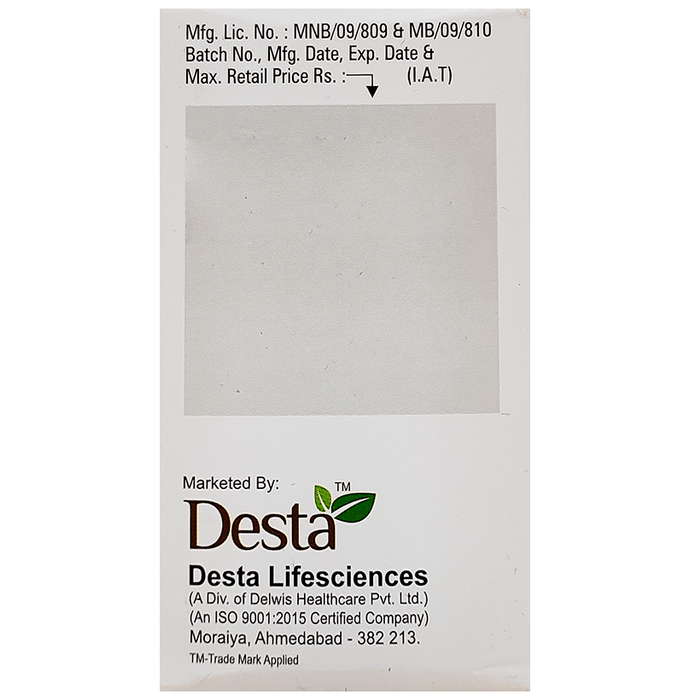 Mfg. Lic. No. : MNB/09/809 & MB/09/810
Batch No., Mfg. Date, Exp. Date &
Max. Retail Price Rs. : (I.A.T)
Marketed By:
Desta TM
Desta Lifesciences
(A Div. of Delwis Healthcare Pvt. Ltd.)
(An ISO 9001:2015 Certified Company)
Moraiya, Ahmedabad - 382 213.
TM-Trade Mark Applied